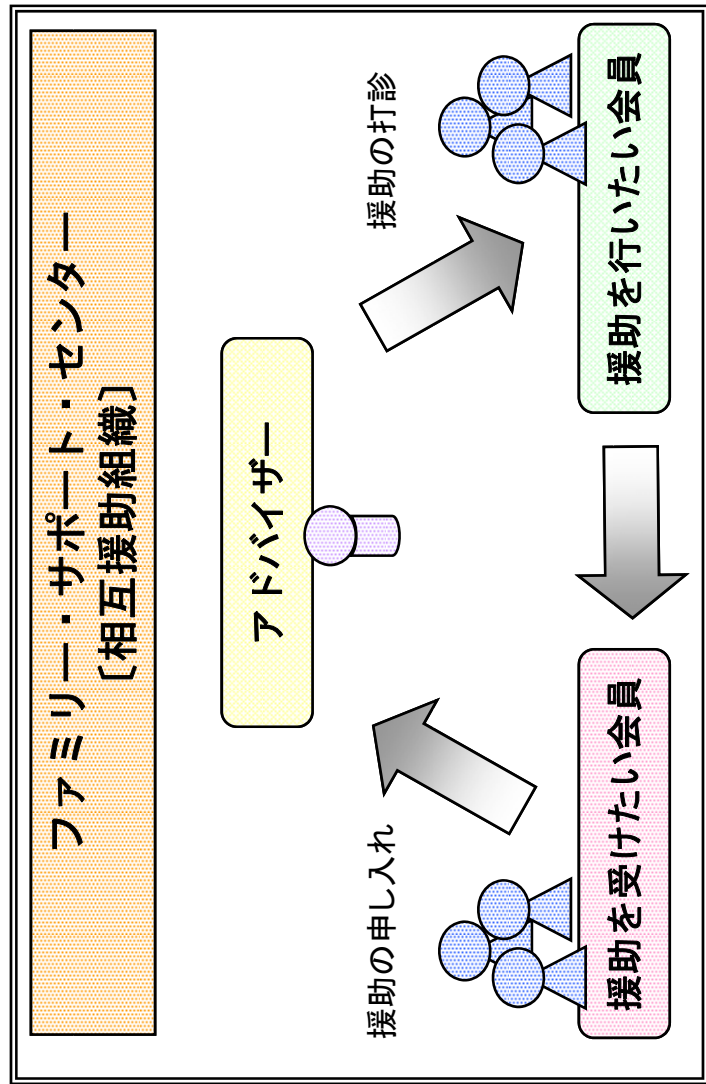 ファミリー・サポート・センター
〔相互援助組織〕
アドバイザー
援助の申し入れ
援助の打診
援助を受けたい会員
援助を行いたい会員